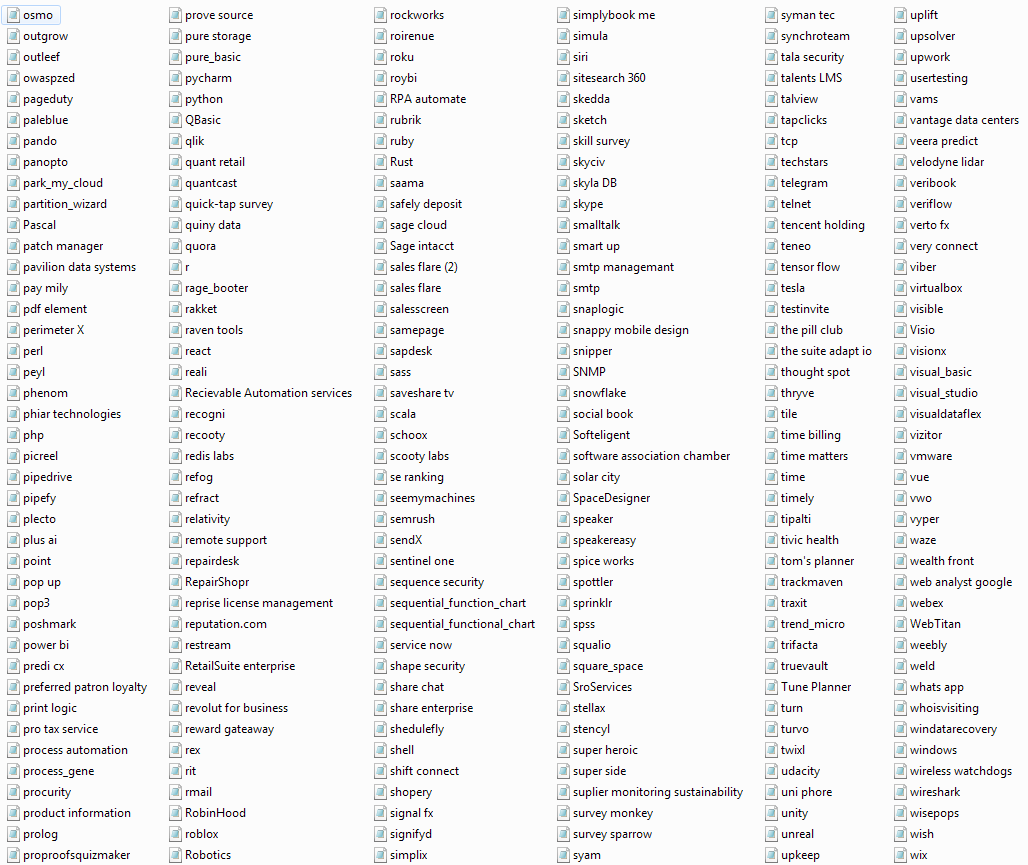 osmo
outgrow
outleef
owaspzed
pageduty
paleblue
pando
panopto
park_my_cloud
partition_wizard
Pascal
patch manager
pavilion data systems
pay mily
pdf element
perimeter X
perl
peyl
phenom
phiar technologies
php
picreel
pipedrive
pipefy
plecto
plus ai
point
pop up
pop3
poshmark
power bi
predi cx
preferred patron loyalty
print logic
pro tax service
process automation
process_gene
procurity
product information
prolog
proproofsquizmaker
prove source
pure storage
pure_basic
pycharm
python
QBasic
qlik
quant retail
quantcast
quick-tap survey
quiny data
quora
r
rage_booter
rakket
raven tools
react
reali
Recievable Automation services
recogni
recooty
redis labs
refog
refract
relativity
remote support
repairdesk
RepairShopr
reprise license management
reputation.com
restream
RetailSuite enterprise
reveal
revolut for business
reward gateaway
rex
rit
rmail
RobinHood
roblox
Robotics
rockworks
roirenue
roku
roybi
RPA automate
rubrik
ruby
Rust
saama
safely deposit
sage cloud
Sage intacct
sales flare (2)
sales flare
salesscreen
samepage
sapdesk
sass
saveshare tv
scala
schoox
scooty labs
se ranking
seemymachines
semrush
sendX
sentinel one
sequence security
sequential_function_chart
sequential_functional_chart
service now
shape security
share chat
share enterprise
shedulefly
shell
shift connect
shopery
signal fx
signifyd
simplix
simplybook me
simula
siri
sitesearch 360
skedda
sketch
skill survey
skyciv
skyla DB
skype
smalltalk
smart up
smtp managemant
smtp
snaplogic
snappy mobile design
snipper
SNMP
snowflake
social book
Softeligent
software association chamber
solar city
SpaceDesigner
speaker
speakereasy
spice works
spottler
sprinklr
spss
squalio
square_space
SroServices
stellax
stencyl
super heroic
super side
suplier monitoring sustainability
survey monkey
survey sparrow
syam
syman tec
synchroteam
tala security
talents LMS
talview
tapclicks
tcp
techstars
telegram
telnet
tencent holding
teneo
tensor flow
tesla
testinvite
the pill club
the suite adapt io
thought spot
thryve
tile
time billing
time matters
time
timely
tipalti
tivic health
tom's planner
trackmaven
traxit
trend_micro
trifacta
truevault
Tune Planner
turn
turvo
twixl
udacity
uni phore
unity
unreal
upkeep
uplift
upsolver
upwork
usertesting
vams
vantage data centers
veera predict
velodyne lidar
veribook
veriflow
verto fx
very connect
viber
virtualbox
visible
Visio
visionx
visual_basic
visual_studio
visualdataflex
vizitor
vmware
vue
vwo
vyper
waze
wealth front
web analyst google
webex
WebTitan
weebly
weld
whats app
whoisvisiting
windatarecovery
windows
wireless watchdogs
wireshark
wisepops
wish
wix